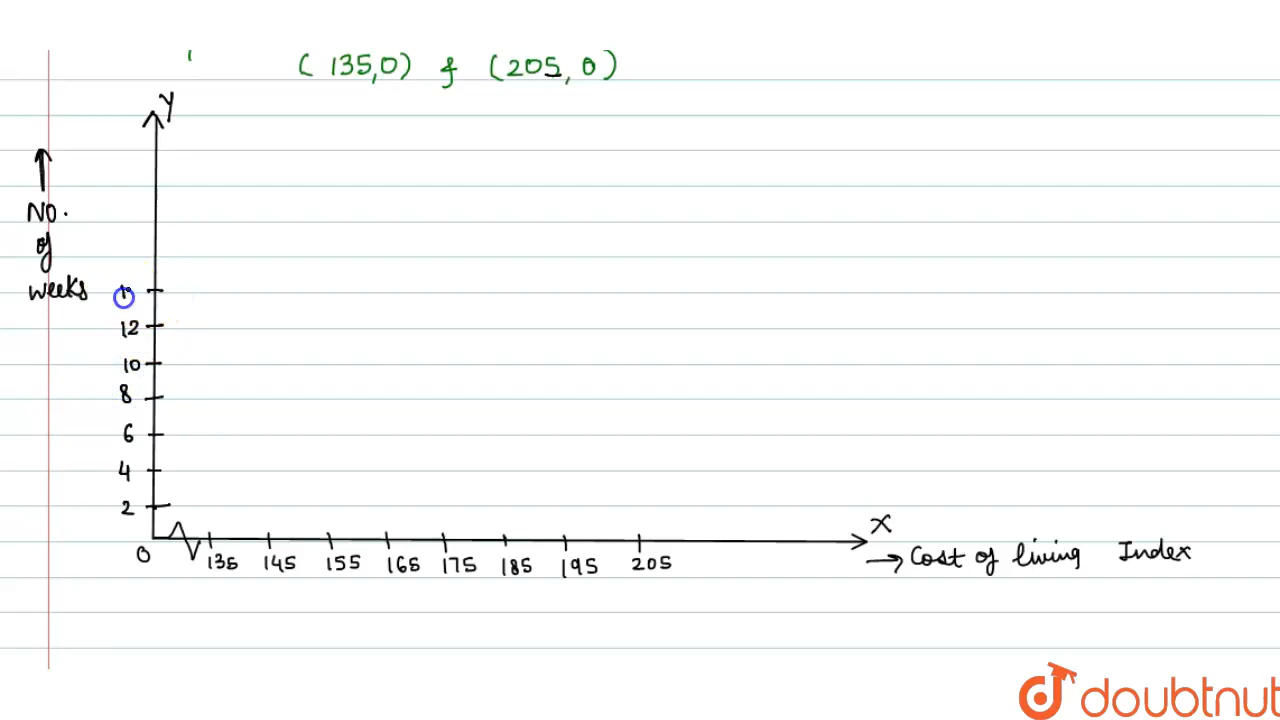 (135,0) & (205,0)
Y
No.
of
weeks
12
10
8
6
4
2
0 135 145 155 165 175 185 195 205
X
→ Cost of living Index
doubtnut